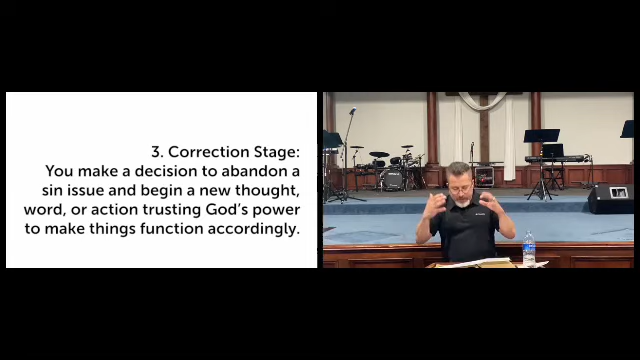 3. Correction Stage:
You make a decision to abandon a
sin issue and begin a new thought,
word, or action trusting God's power
to make things function accordingly.